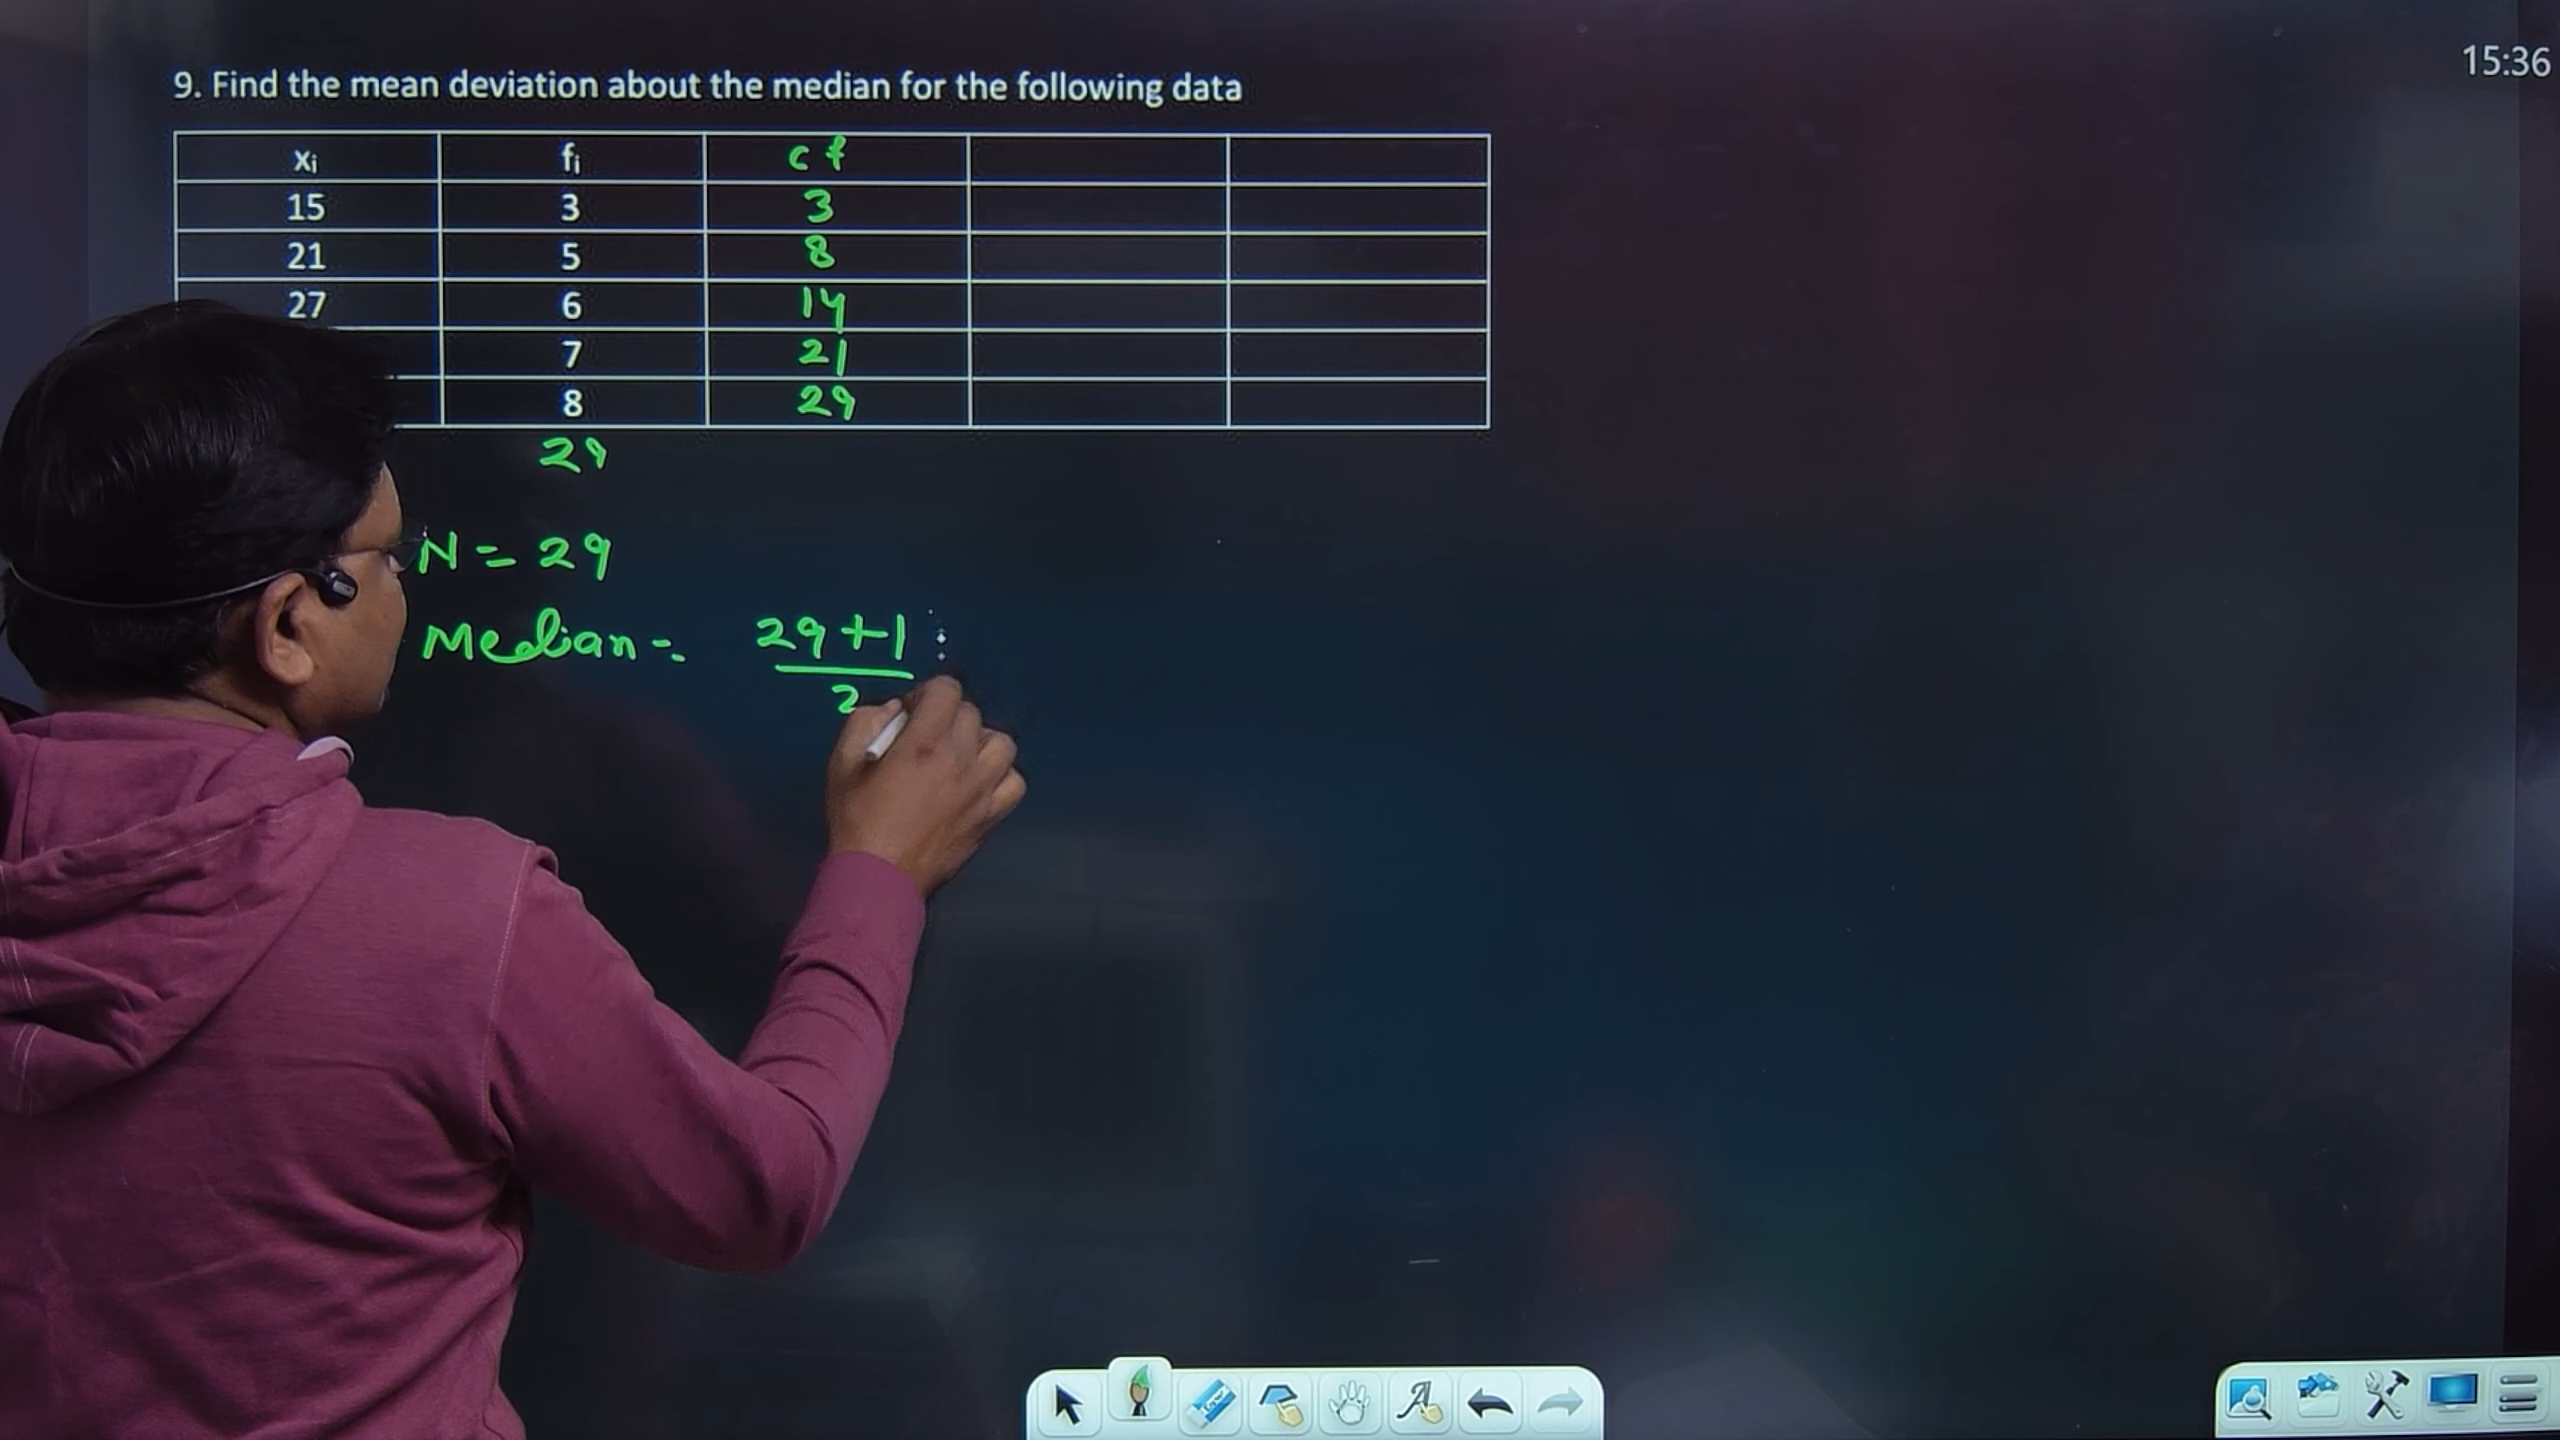 15:36
9. Find the mean deviation about the median for the following data
xᵢ fᵢ cf
15 3 3
21 5 8
27 6 14
7 21
8 29
29
N = 29
Median =
29+1
2